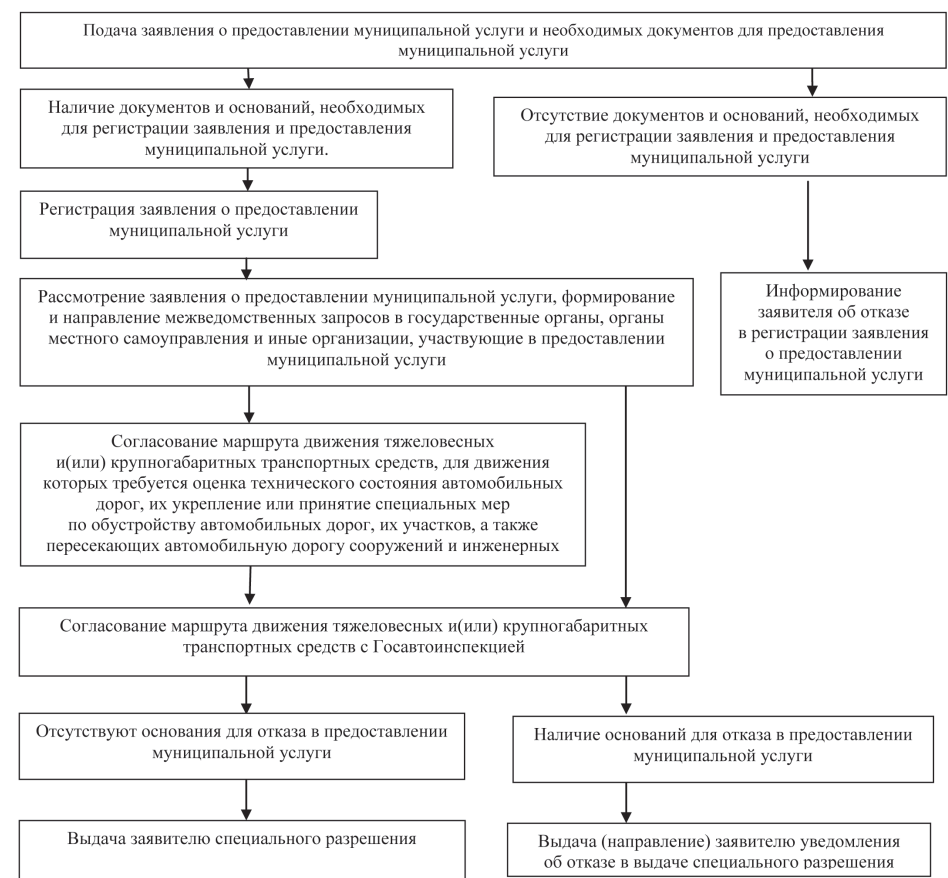 Подача заявления о предоставлении муниципальной услуги и необходимых документов для предоставления
муниципальной услуги
Наличие документов и оснований, необходимых
для регистрации заявления и предоставления
муниципальной услуги.
Отсутствие документов и оснований, необходимых
для регистрации заявления и предоставления
муниципальной услуги
Регистрация заявления о предоставлении
муниципальной услуги
Информирование
заявителя об отказе
в регистрации заявления
о предоставлении
муниципальной услуги
Рассмотрение заявления о предоставлении муниципальной услуги, формирование
и направление межведомственных запросов в государственные органы, органы
местного самоуправления и иные организации, участвующие в предоставлении
муниципальной услуги
Согласование маршрута движения тяжеловесных
и(или) крупногабаритных транспортных средств, для движения
которых требуется оценка технического состояния автомобильных
дорог, их укрепление или принятие специальных мер
по обустройству автомобильных дорог, их участков, а также
пересекающих автомобильную дорогу сооружений и инженерных
Согласование маршрута движения тяжеловесных и(или) крупногабаритных
транспортных средств с Госавтоинспекцией
Отсутствуют основания для отказа в предоставлении
муниципальной услуги
Наличие оснований для отказа в предоставлении
муниципальной услуги
Выдача заявителю специального разрешения
Выдача (направление) заявителю уведомления
об отказе в выдаче специального разрешения